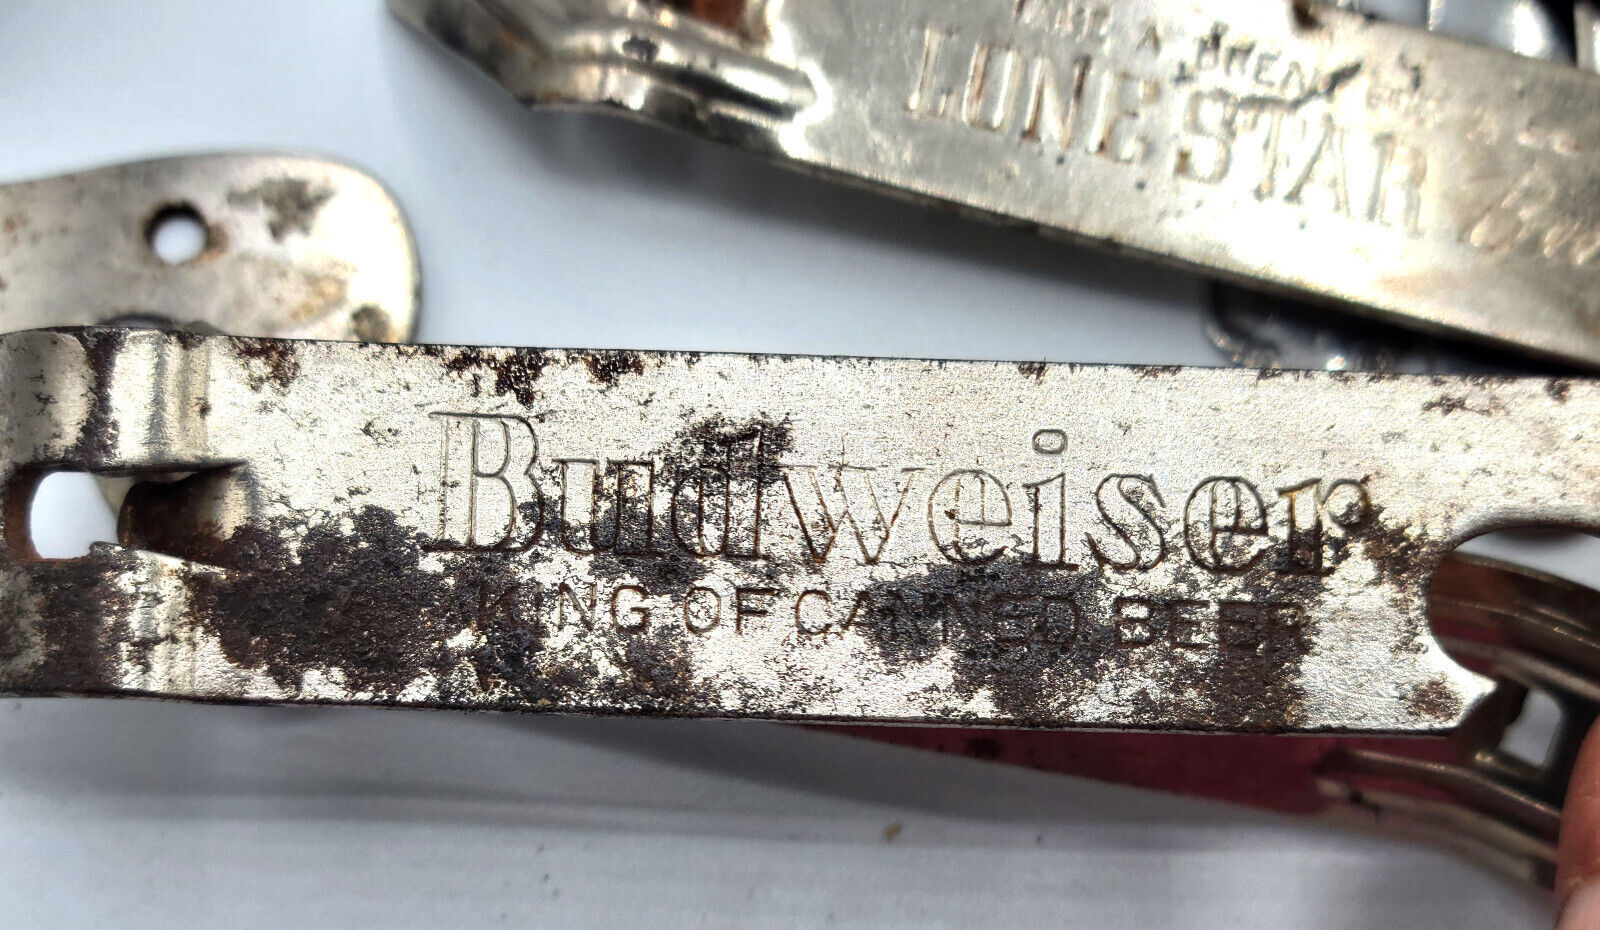 LONE STAR
Budweiser
KING OF CANNED BEER